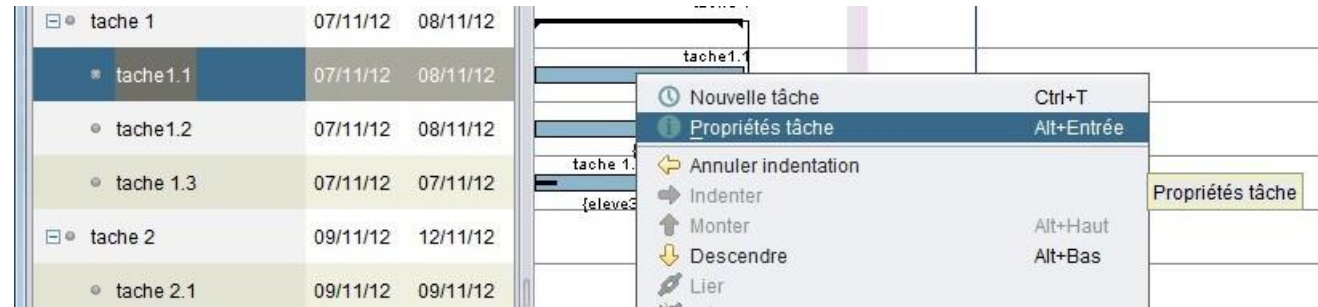 tache 1 07/11/12 08/11/12
tache1.1 07/11/12 08/11/12 tache1.1
Nouvelle tâche Ctrl+T
tache1.2 07/11/12 08/11/12 Propriétés tâche Alt+Entrée
tache 1. Annuler indentation
tache 1.3 07/11/12 07/11/12 Indenter Propriétés tâche
{eleve3
Monter Alt+Haut
tache 2 09/11/12 12/11/12
Descendre Alt+Bas
tache 2.1 09/11/12 09/11/12 Lier